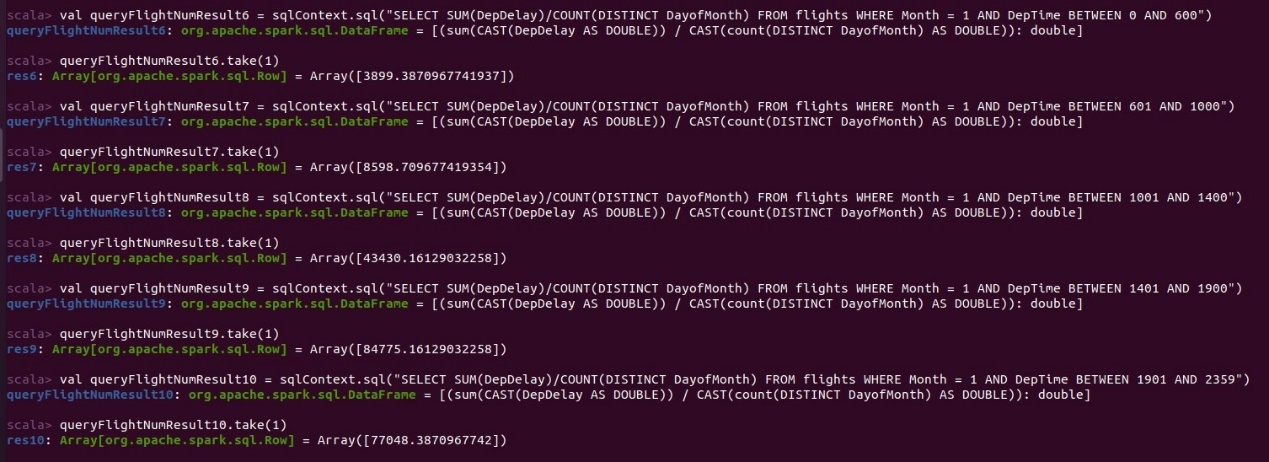 scala> val queryFlightNumResult6 = sqlContext.sql("SELECT SUM(DepDelay)/COUNT(DISTINCT DayofMonth) FROM flights WHERE Month = 1 AND DepTime BETWEEN 0 AND 600")
queryFlightNumResult6: org.apache.spark.sql.DataFrame = [(sum(CAST(DepDelay AS DOUBLE)) / CAST(count(DISTINCT DayofMonth) AS DOUBLE)): double]
scala> queryFlightNumResult6.take(1)
res6: Array[org.apache.spark.sql.Row] = Array([3899.3870967741937])
scala> val queryFlightNumResult7 = sqlContext.sql("SELECT SUM(DepDelay)/COUNT(DISTINCT DayofMonth) FROM flights WHERE Month = 1 AND DepTime BETWEEN 601 AND 1000")
queryFlightNumResult7: org.apache.spark.sql.DataFrame = [(sum(CAST(DepDelay AS DOUBLE)) / CAST(count(DISTINCT DayofMonth) AS DOUBLE)): double]
scala> queryFlightNumResult7.take(1)
res7: Array[org.apache.spark.sql.Row] = Array([8598.709677419354])
scala> val queryFlightNumResult8 = sqlContext.sql("SELECT SUM(DepDelay)/COUNT(DISTINCT DayofMonth) FROM flights WHERE Month = 1 AND DepTime BETWEEN 1001 AND 1400")
queryFlightNumResult8: org.apache.spark.sql.DataFrame = [(sum(CAST(DepDelay AS DOUBLE)) / CAST(count(DISTINCT DayofMonth) AS DOUBLE)): double]
scala> queryFlightNumResult8.take(1)
res8: Array[org.apache.spark.sql.Row] = Array([43430.16129032258])
scala> val queryFlightNumResult9 = sqlContext.sql("SELECT SUM(DepDelay)/COUNT(DISTINCT DayofMonth) FROM flights WHERE Month = 1 AND DepTime BETWEEN 1401 AND 1900")
queryFlightNumResult9: org.apache.spark.sql.DataFrame = [(sum(CAST(DepDelay AS DOUBLE)) / CAST(count(DISTINCT DayofMonth) AS DOUBLE)): double]
scala> queryFlightNumResult9.take(1)
res9: Array[org.apache.spark.sql.Row] = Array([84775.16129032258])
scala> val queryFlightNumResult10 = sqlContext.sql("SELECT SUM(DepDelay)/COUNT(DISTINCT DayofMonth) FROM flights WHERE Month = 1 AND DepTime BETWEEN 1901 AND 2359")
queryFlightNumResult10: org.apache.spark.sql.DataFrame = [(sum(CAST(DepDelay AS DOUBLE)) / CAST(count(DISTINCT DayofMonth) AS DOUBLE)): double]
scala> queryFlightNumResult10.take(1)
res10: Array[org.apache.spark.sql.Row] = Array([77048.3870967742])